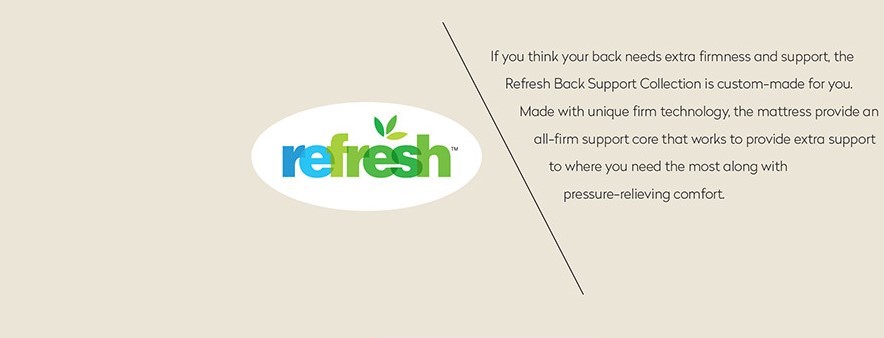 refresh™
If you think your back needs extra firmness and support, the
Refresh Back Support Collection is custom-made for you.
Made with unique firm technology, the mattress provide an
all-firm support core that works to provide extra support
to where you need the most along with
pressure-relieving comfort.